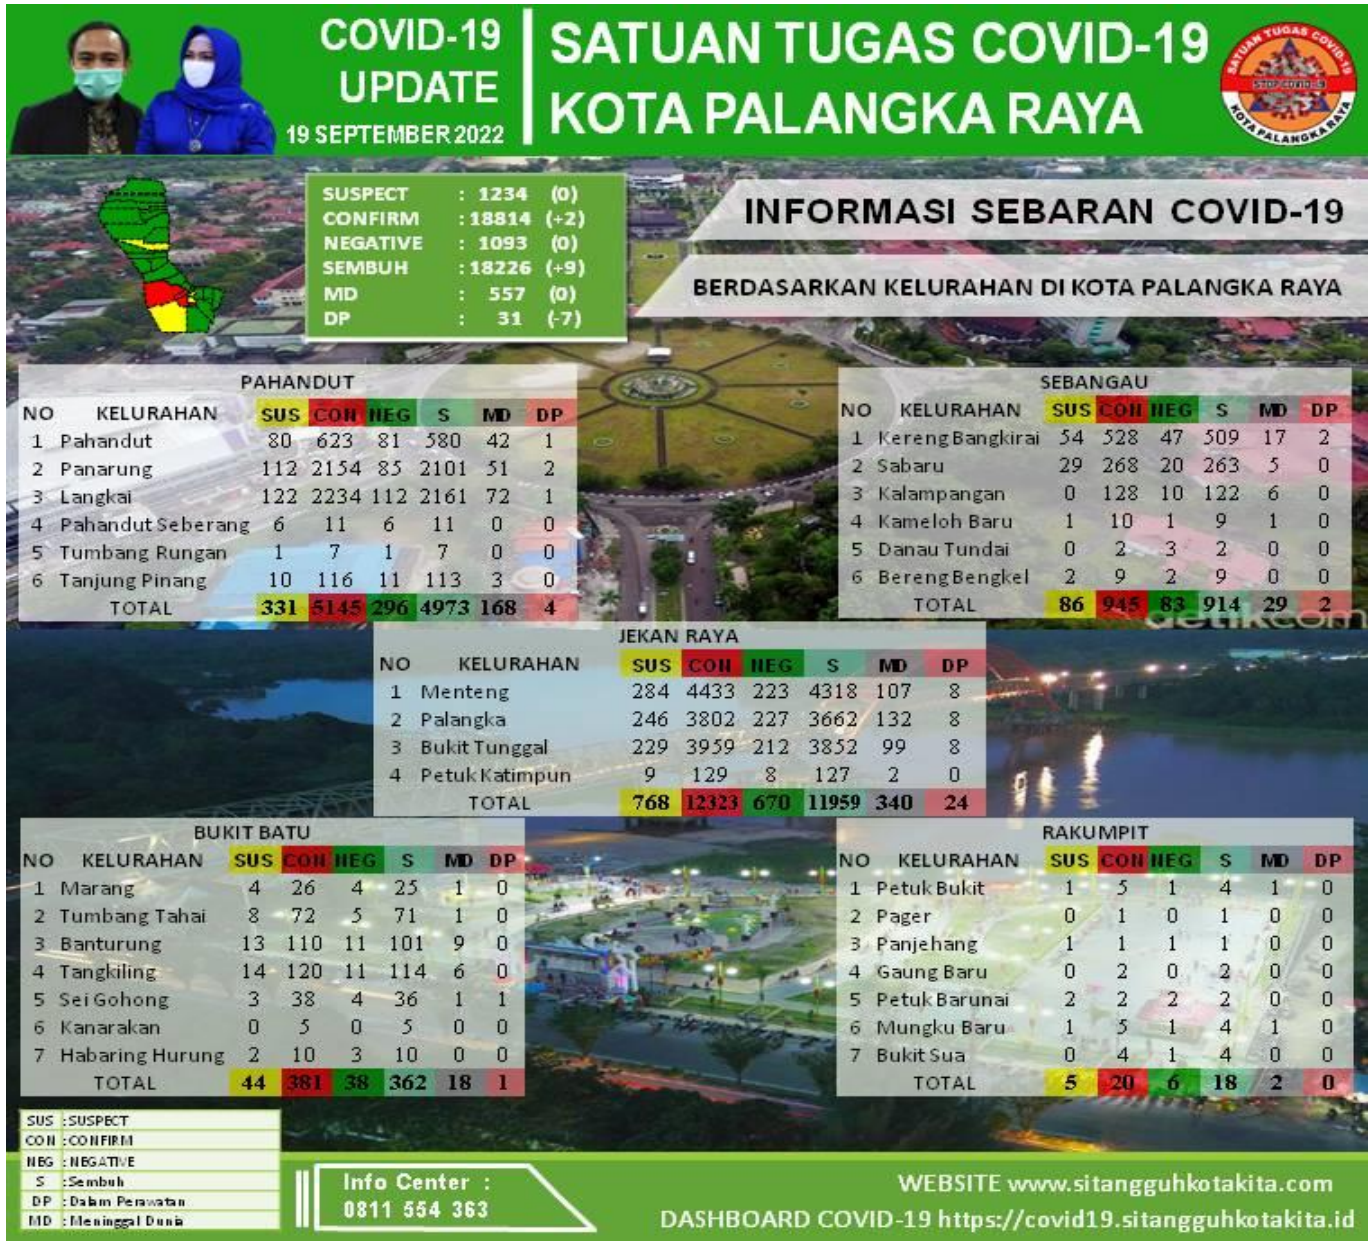 COVID-19
UPDATE
19 SEPTEMBER 2022
SATUAN TUGAS COVID-19
KOTA PALANGKA RAYA
SATUAN TUGAS COVID-19
STOP COVID-19
KOTA PALANGKARAYA
SUSPECT : 1234 (0)
CONFIRM : 18814 (+2)
NEGATIVE : 1093 (0)
SEMBUH : 18226 (+9)
MD : 557 (0)
DP : 31 (-7)
INFORMASI SEBARAN COVID-19
BERDASARKAN KELURAHAN DI KOTA PALANGKA RAYA
PAHANDUT
NO KELURAHAN SUS CON NEG S MD DP
1 Pahandut 80 623 81 580 42 1
2 Panarung 112 2154 85 2101 51 2
3 Langkai 122 2234 112 2161 72 1
4 Pahandut Seberang 6 11 6 11 0 0
5 Tumbang Rungan 1 7 1 7 0 0
6 Tanjung Pinang 10 116 11 113 3 0
TOTAL 331 5145 296 4973 168 4
SEBANGAU
NO KELURAHAN SUS CON NEG S MD DP
1 Kereng Bangkirai 54 528 47 509 17 2
2 Sabaru 29 268 20 263 5 0
3 Kalampangan 0 128 10 122 6 0
4 Kameloh Baru 1 10 1 9 1 0
5 Danau Tundai 0 2 3 2 0 0
6 Bereng Bengkel 2 9 2 9 0 0
TOTAL 86 945 83 914 29 2
detikcom
JEKAN RAYA
NO KELURAHAN SUS CON NEG S MD DP
1 Menteng 284 4433 223 4318 107 8
2 Palangka 246 3802 227 3662 132 8
3 Bukit Tunggal 229 3959 212 3852 99 8
4 Petuk Katimpun 9 129 8 127 2 0
TOTAL 768 12323 670 11959 340 24
BUKIT BATU
NO KELURAHAN SUS CON NEG S MD DP
1 Marang 4 26 4 25 1 0
2 Tumbang Tahai 8 72 5 71 1 0
3 Banturung 13 110 11 101 9 0
4 Tangkiling 14 120 11 114 6 0
5 Sei Gohong 3 38 4 36 1 1
6 Kanarakan 0 5 0 5 0 0
7 Habaring Hurung 2 10 3 10 0 0
TOTAL 44 381 38 362 18 1
RAKUMPIT
NO KELURAHAN SUS CON NEG S MD DP
1 Petuk Bukit 1 5 1 4 1 0
2 Pager 0 1 0 1 0 0
3 Panjehang 1 1 1 1 0 0
4 Gaung Baru 0 2 0 2 0 0
5 Petuk Barunai 2 2 2 2 0 0
6 Mungku Baru 1 5 1 4 1 0
7 Bukit Sua 0 4 1 4 0 0
TOTAL 5 20 6 18 2 0
SUS : SUSPECT
CON : CONFIRM
NEG : NEGATIVE
S : Sembuh
DP : Dalam Perawatan
MD : Meninggal Dunia
Info Center :
0811 554 363
WEBSITE www.sitangguhkotakita.com
DASHBOARD COVID-19 https://covid19.sitangguhkotakita.id